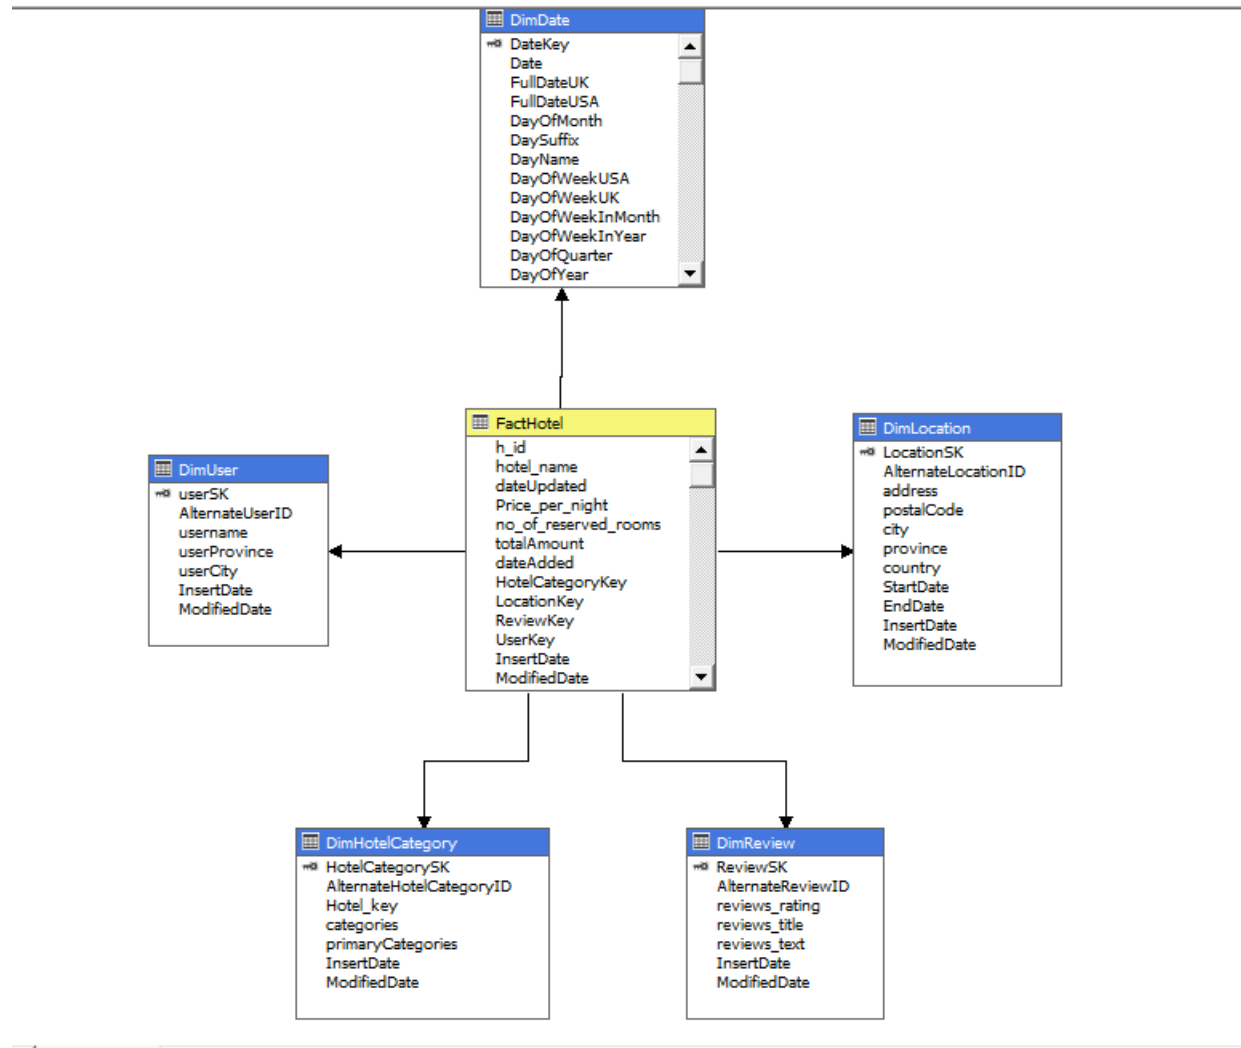 DimDate
DateKey
Date
FullDateUK
FullDateUSA
DayOfMonth
DaySuffix
DayName
DayOfWeekUSA
DayOfWeekUK
DayOfWeekInMonth
DayOfWeekInYear
DayOfQuarter
DayOfYear
FactHotel
h_id
hotel_name
dateUpdated
Price_per_night
no_of_reserved_rooms
totalAmount
dateAdded
HotelCategoryKey
LocationKey
ReviewKey
UserKey
InsertDate
ModifiedDate
DimLocation
LocationSK
AlternateLocationID
address
postalCode
city
province
country
StartDate
EndDate
InsertDate
ModifiedDate
DimUser
userSK
AlternateUserID
username
userProvince
userCity
InsertDate
ModifiedDate
DimHotelCategory
HotelCategorySK
AlternateHotelCategoryID
Hotel_key
categories
primaryCategories
InsertDate
ModifiedDate
DimReview
ReviewSK
AlternateReviewID
reviews_rating
reviews_title
reviews_text
InsertDate
ModifiedDate